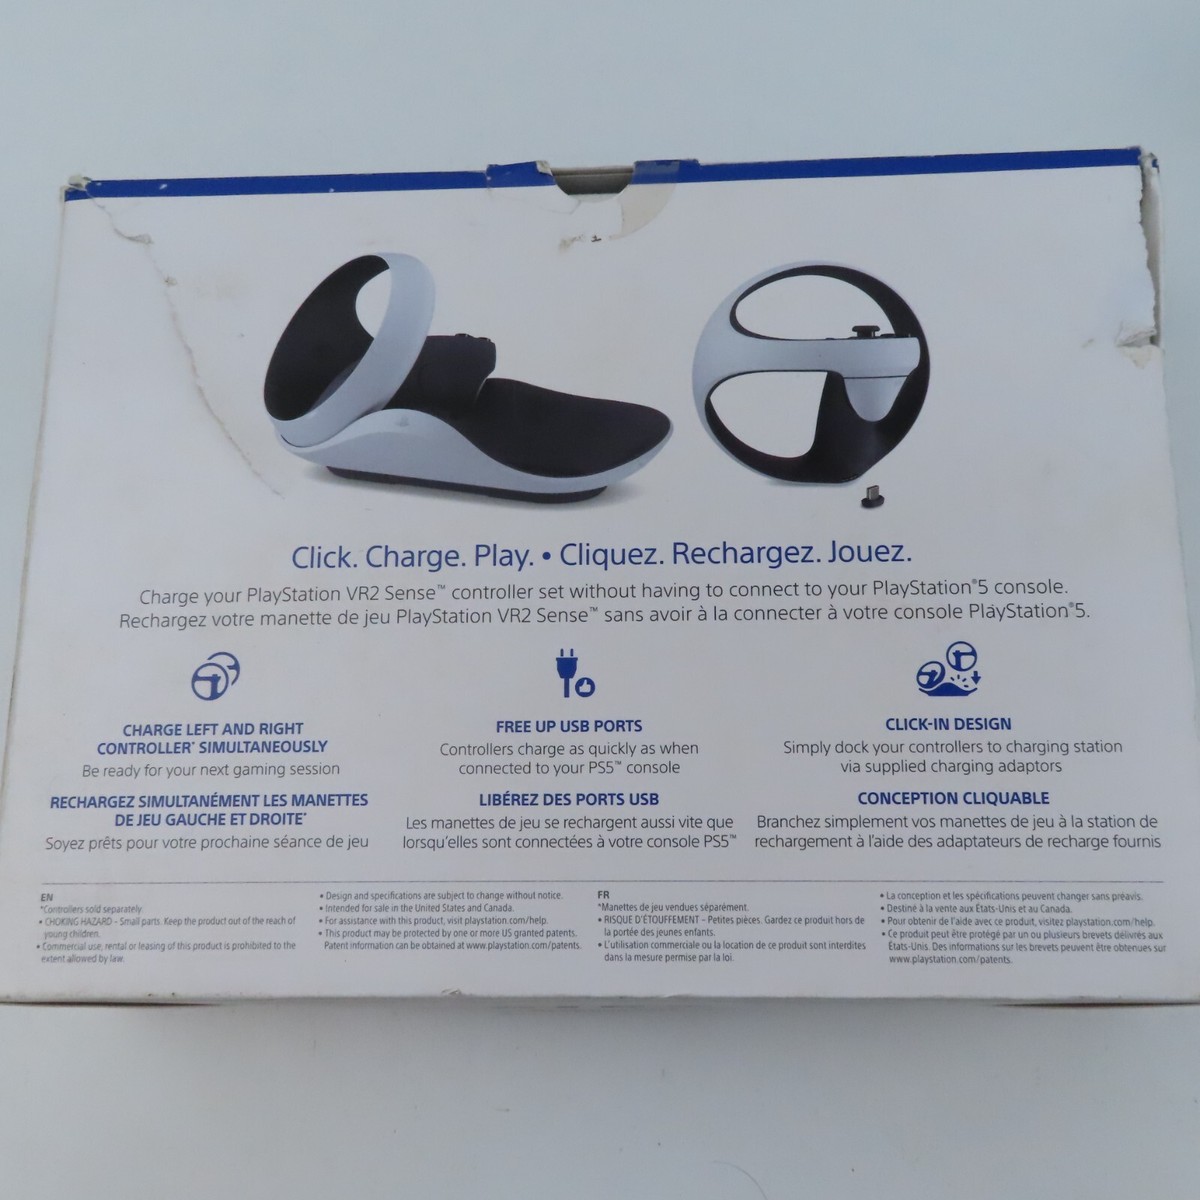 Click. Charge. Play. • Cliquez. Rechargez. Jouez.
Charge your PlayStation VR2 Sense™ controller set without having to connect to your PlayStation®5 console.
Rechargez votre manette de jeu PlayStation VR2 Sense™ sans avoir à la connecter à votre console PlayStation®5.
CHARGE LEFT AND RIGHT
CONTROLLER* SIMULTANEOUSLY
Be ready for your next gaming session
RECHARGEZ SIMULTANÉMENT LES MANETTES
DE JEU GAUCHE ET DROITE*
Soyez prêts pour votre prochaine séance de jeu
FREE UP USB PORTS
Controllers charge as quickly as when
connected to your PS5™ console
LIBÉREZ DES PORTS USB
Les manettes de jeu se rechargent aussi vite que
lorsqu'elles sont connectées à votre console PS5™
CLICK-IN DESIGN
Simply dock your controllers to charging station
via supplied charging adaptors
CONCEPTION CLIQUABLE
Branchez simplement vos manettes de jeu à la station de
rechargement à l'aide des adaptateurs de recharge fournis
EN
*Controllers sold separately.
• CHOKING HAZARD – Small parts. Keep the product out of the reach of
young children.
• Commercial use, rental or leasing of this product is prohibited to the
extent allowed by law.
• Design and specifications are subject to change without notice.
• Intended for sale in the United States and Canada.
• For assistance with this product, visit playstation.com/help.
• This product may be protected by one or more US granted patents.
Patent information can be obtained at www.playstation.com/patents.
FR
*Manettes de jeu vendues séparément.
• RISQUE D'ÉTOUFFEMENT – Petites pièces. Gardez ce produit hors de
la portée des jeunes enfants.
• L'utilisation commerciale ou la location de ce produit sont interdites
dans la mesure permise par la loi.
• La conception et les spécifications peuvent changer sans préavis.
• Destiné à la vente aux États-Unis et au Canada.
• Pour obtenir de l'aide avec ce produit, visitez playstation.com/help.
• Ce produit peut être protégé par un ou plusieurs brevets délivrés aux
États-Unis. Des informations sur les brevets peuvent être obtenues sur
www.playstation.com/patents.